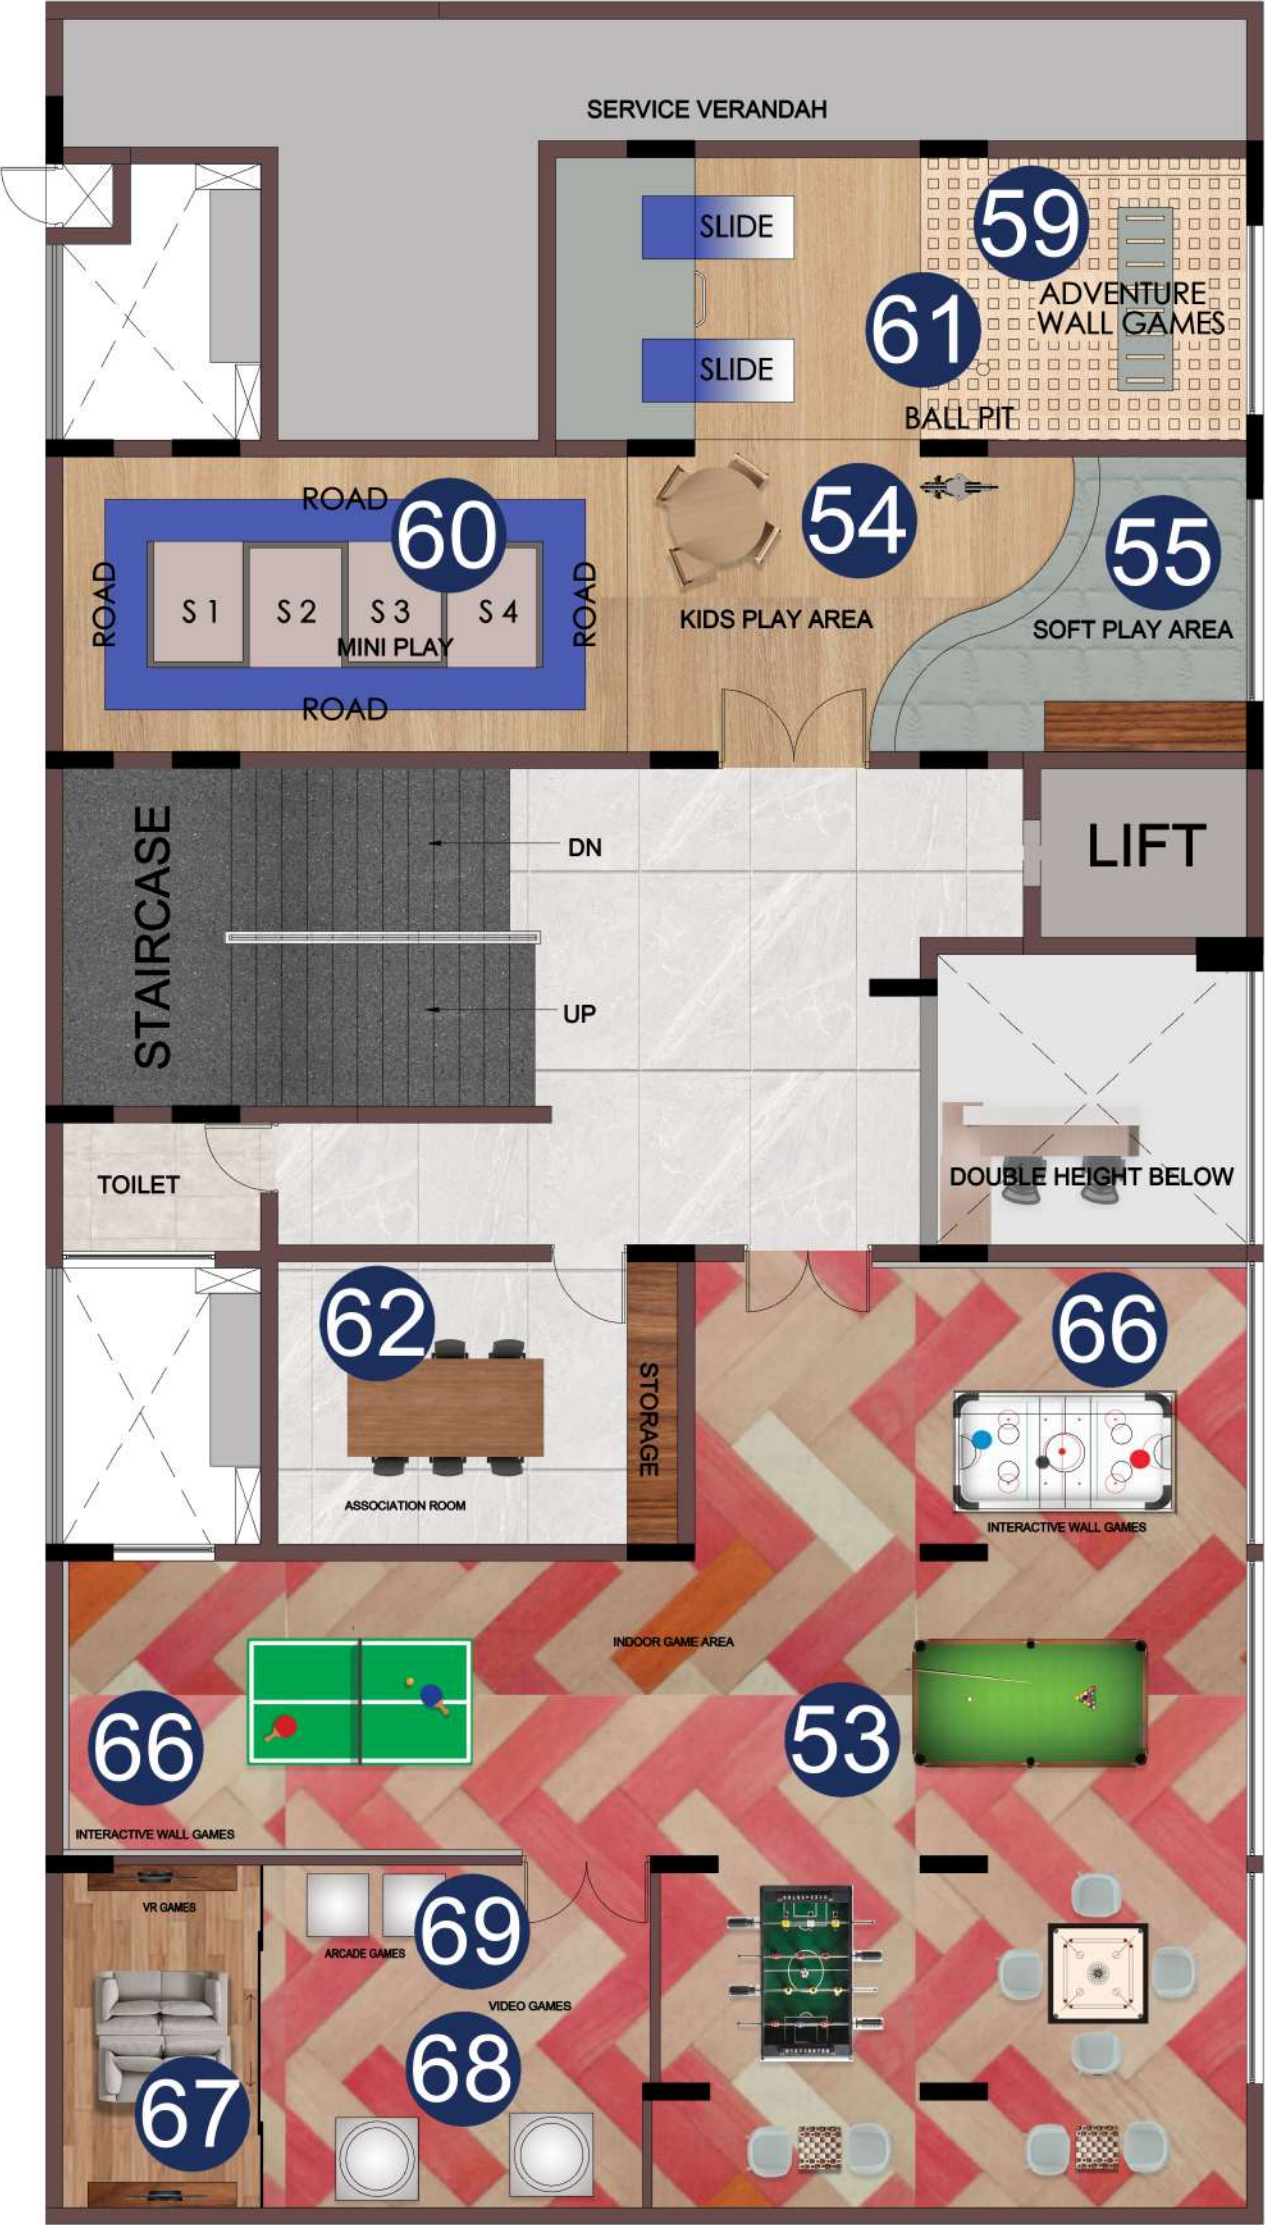 SERVICE VERANDAH
SLIDE
59
ADVENTURE
WALL GAMES
61
SLIDE
BALL PIT
ROAD
60
54
55
ROAD
S 1
S 2
S 3
S 4
ROAD
MINI PLAY
KIDS PLAY AREA
SOFT PLAY AREA
ROAD
STAIRCASE
DN
LIFT
UP
TOILET
DOUBLE HEIGHT BELOW
62
66
STORAGE
ASSOCIATION ROOM
INTERACTIVE WALL GAMES
INDOOR GAME AREA
66
53
INTERACTIVE WALL GAMES
VR GAMES
69
ARCADE GAMES
VIDEO GAMES
68
67